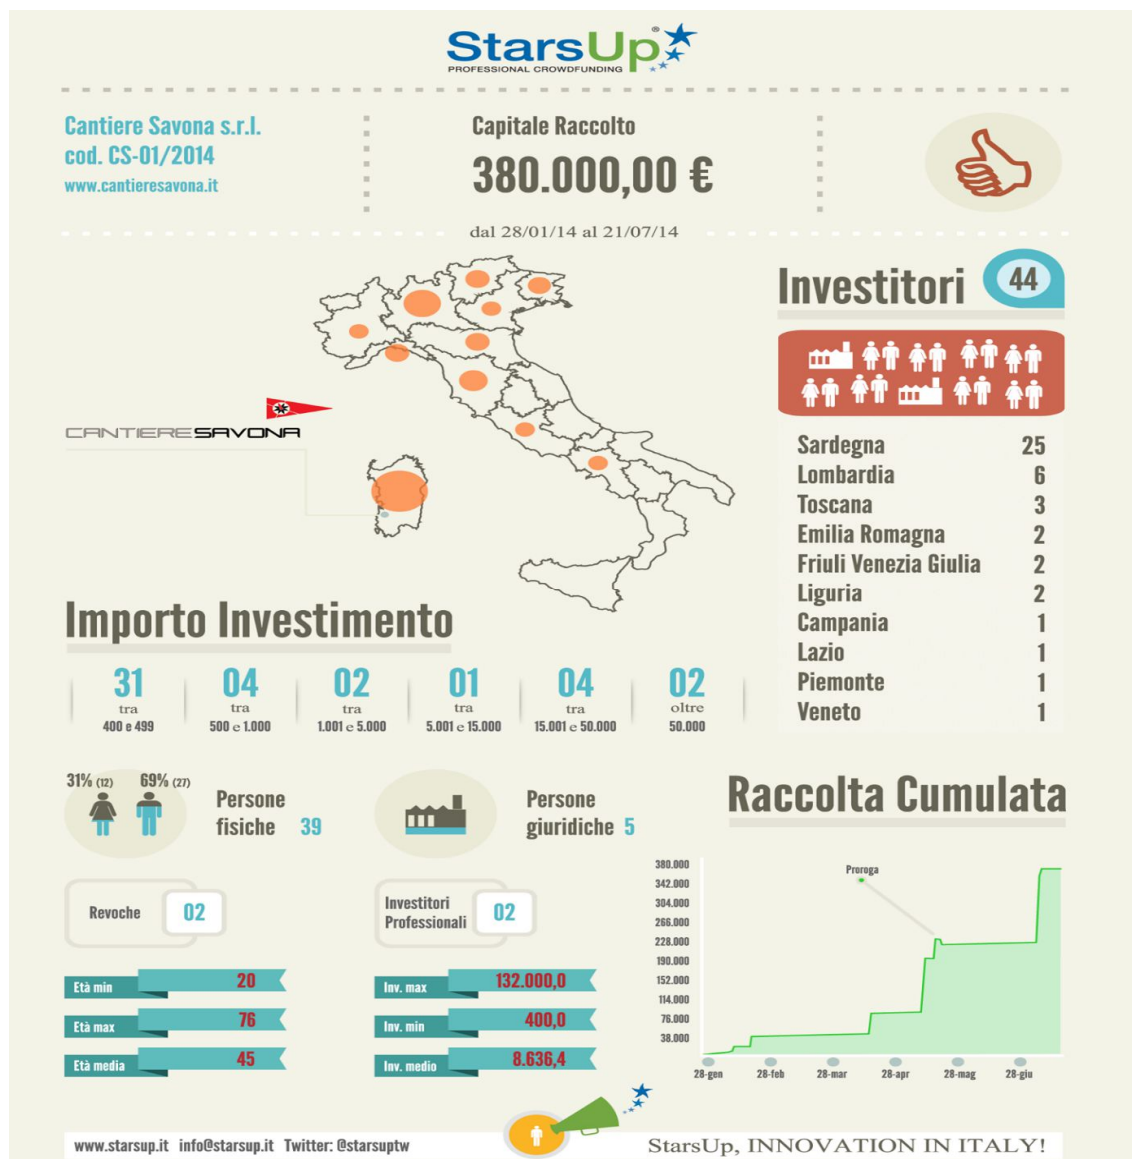 StarsUp®
PROFESSIONAL CROWDFUNDING
Cantiere Savona s.r.l.
cod. CS-01/2014
www.cantieresavona.it
Capitale Raccolto
380.000,00 €
dal 28/01/14 al 21/07/14
Investitori 44
CANTIERESAVONA
Sardegna 25
Lombardia 6
Toscana 3
Emilia Romagna 2
Friuli Venezia Giulia 2
Liguria 2
Campania 1
Lazio 1
Piemonte 1
Veneto 1
Importo Investimento
31 04 02 01 04 02
tra tra tra tra tra oltre
400 e 499 500 e 1.000 1.001 e 5.000 5.001 e 15.000 15.001 e 50.000 50.000
31% (12) 69% (27)
Persone
fisiche 39
Persone
giuridiche 5
Revoche 02
Investitori
Professionali 02
Età min 20
Età max 76
Età media 45
Inv. max 132.000,0
Inv. min 400,0
Inv. medio 8.636,4
Raccolta Cumulata
Proroga
380.000
342.000
304.000
266.000
228.000
190.000
152.000
114.000
76.000
38.000
28-gen 28-feb 28-mar 28-apr 28-mag 28-giu
www.starsup.it info@starsup.it Twitter: @starsuptw
StarsUp, INNOVATION IN ITALY!